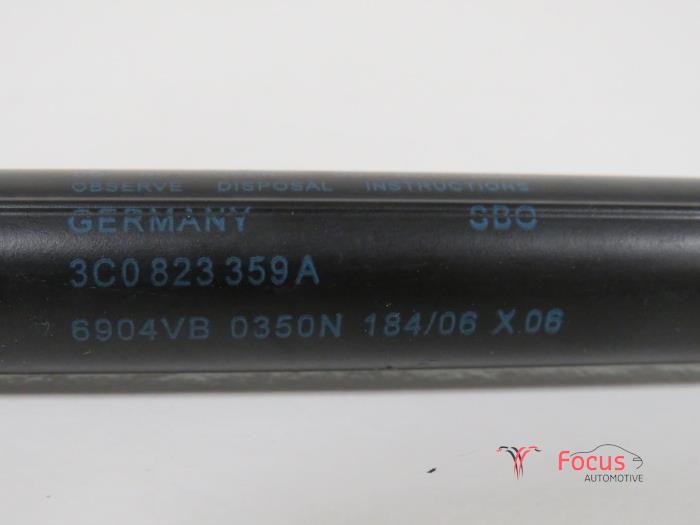 OBSERVE DISPOSAL INSTRUCTIONS
GERMANY SBO
3C0 823 359 A
6904VB 0350N 184/06 X 06
Focus
AUTOMOTIVE